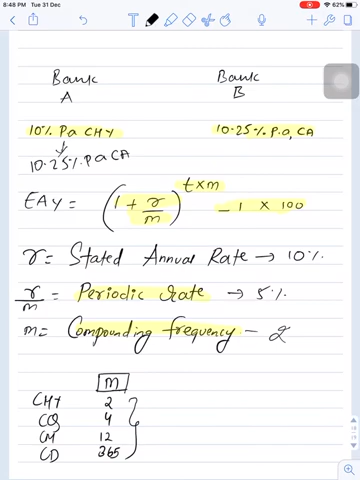 8:48 PM Tue 31 Dec
62%
Bank
A
Bank
B
10% Pa CHY
10.25% P.a, CA
10.25% Pa CA
EAY = (1 + r/m)^t×m - 1 × 100
r = Stated Annual Rate → 10%
r/m = Periodic rate → 5%
m = Compounding frequency - 2
m
CHY 2
CQ 4
CM 12
CD 365